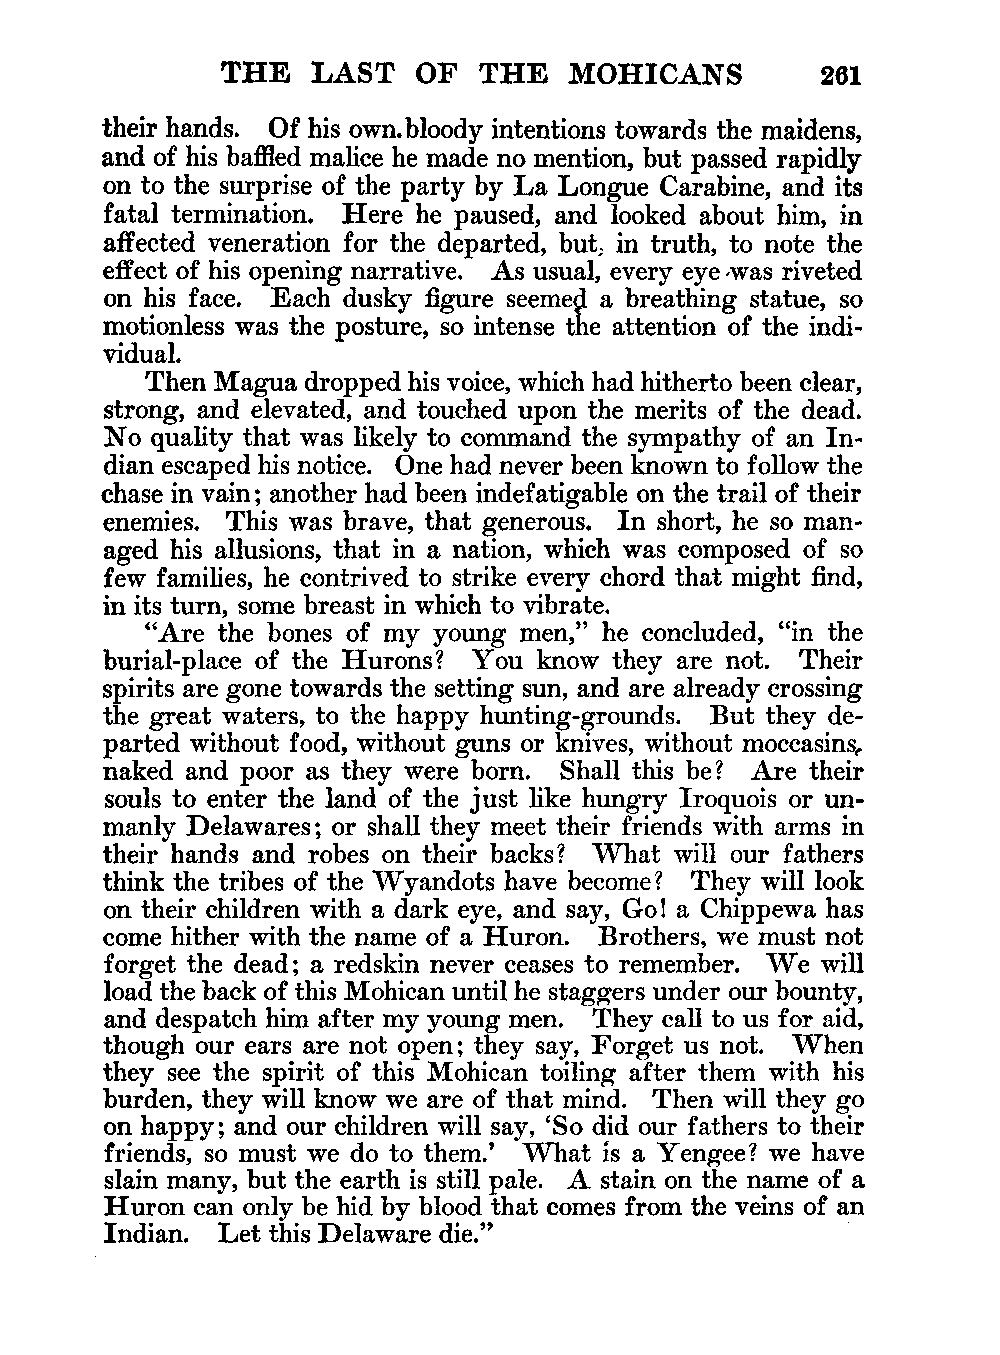 THE LAST OF THE MOHICANS 261
their hands. Of his own bloody intentions towards the maidens,
and of his baffled malice he made no mention, but passed rapidly
on to the surprise of the party by La Longue Carabine, and its
fatal termination. Here he paused, and looked about him, in
affected veneration for the departed, but, in truth, to note the
effect of his opening narrative. As usual, every eye was riveted
on his face. Each dusky figure seemed a breathing statue, so
motionless was the posture, so intense the attention of the indi-
vidual.
Then Magua dropped his voice, which had hitherto been clear,
strong, and elevated, and touched upon the merits of the dead.
No quality that was likely to command the sympathy of an In-
dian escaped his notice. One had never been known to follow the
chase in vain; another had been indefatigable on the trail of their
enemies. This was brave, that generous. In short, he so man-
aged his allusions, that in a nation, which was composed of so
few families, he contrived to strike every chord that might find,
in its turn, some breast in which to vibrate.
“Are the bones of my young men,” he concluded, “in the
burial-place of the Hurons? You know they are not. Their
spirits are gone towards the setting sun, and are already crossing
the great waters, to the happy hunting-grounds. But they de-
parted without food, without guns or knives, without moccasins,
naked and poor as they were born. Shall this be? Are their
souls to enter the land of the just like hungry Iroquois or un-
manly Delawares; or shall they meet their friends with arms in
their hands and robes on their backs? What will our fathers
think the tribes of the Wyandots have become? They will look
on their children with a dark eye, and say, Go! a Chippewa has
come hither with the name of a Huron. Brothers, we must not
forget the dead; a redskin never ceases to remember. We will
load the back of this Mohican until he staggers under our bounty,
and despatch him after my young men. They call to us for aid,
though our ears are not open; they say, Forget us not. When
they see the spirit of this Mohican toiling after them with his
burden, they will know we are of that mind. Then will they go
on happy; and our children will say, ‘So did our fathers to their
friends, so must we do to them.’ What is a Yengee? we have
slain many, but the earth is still pale. A stain on the name of a
Huron can only be hid by blood that comes from the veins of an
Indian. Let this Delaware die.”